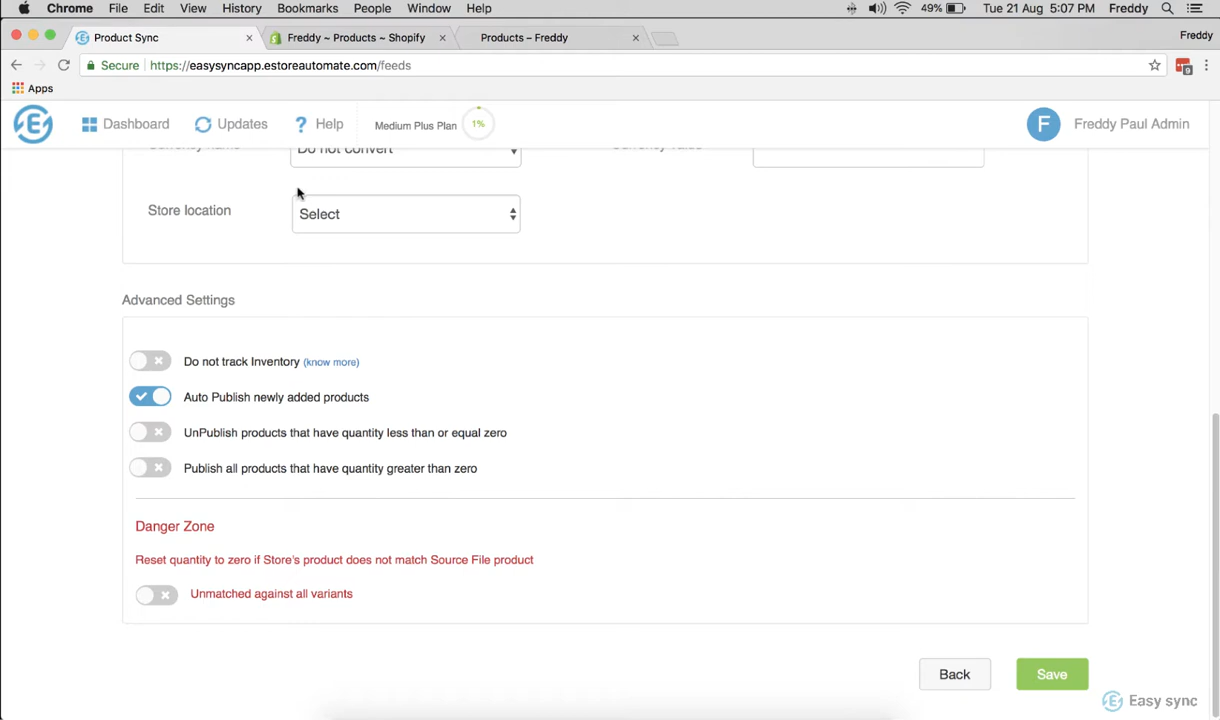 Chrome File Edit View History Bookmarks People Window Help 49% Tue 21 Aug 5:07 PM Freddy
Product Sync Freddy ~ Products ~ Shopify Products – Freddy Freddy
Secure https://easysyncapp.estoreautomate.com/feeds 9
Apps
Dashboard Updates ? Help Medium Plus Plan 1% F Freddy Paul Admin
Currency name Do not convert Currency value
Store location Select
Advanced Settings
Do not track Inventory (know more)
Auto Publish newly added products
UnPublish products that have quantity less than or equal zero
Publish all products that have quantity greater than zero
Danger Zone
Reset quantity to zero if Store's product does not match Source File product
Unmatched against all variants
Back Save
Easy sync